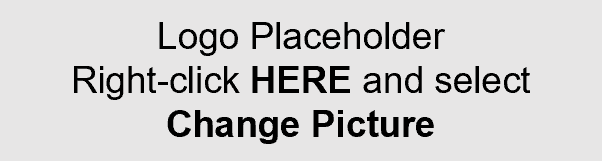 Logo Placeholder
Right-click HERE and select
Change Picture